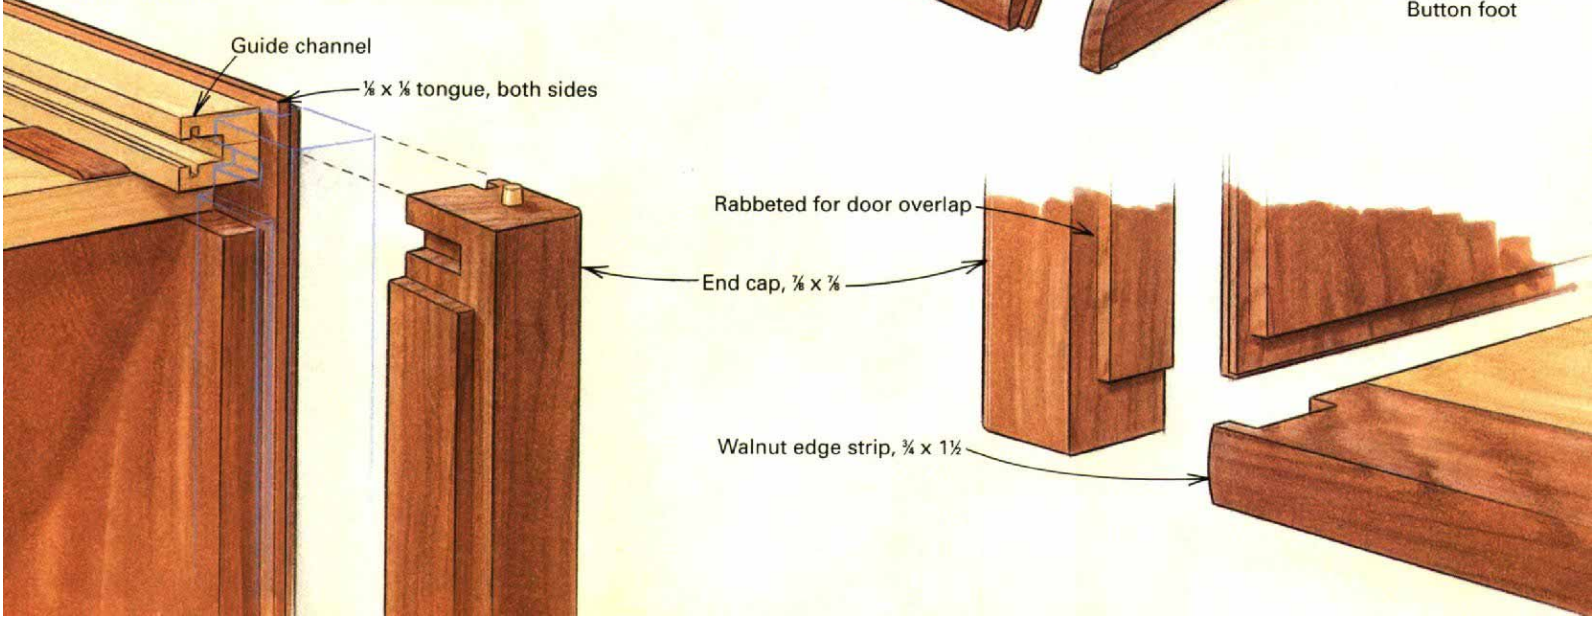 Button foot
Guide channel
⅛ x ⅛ tongue, both sides
Rabbeted for door overlap
End cap, ⅞ x ⅞
Walnut edge strip, ¾ x 1½